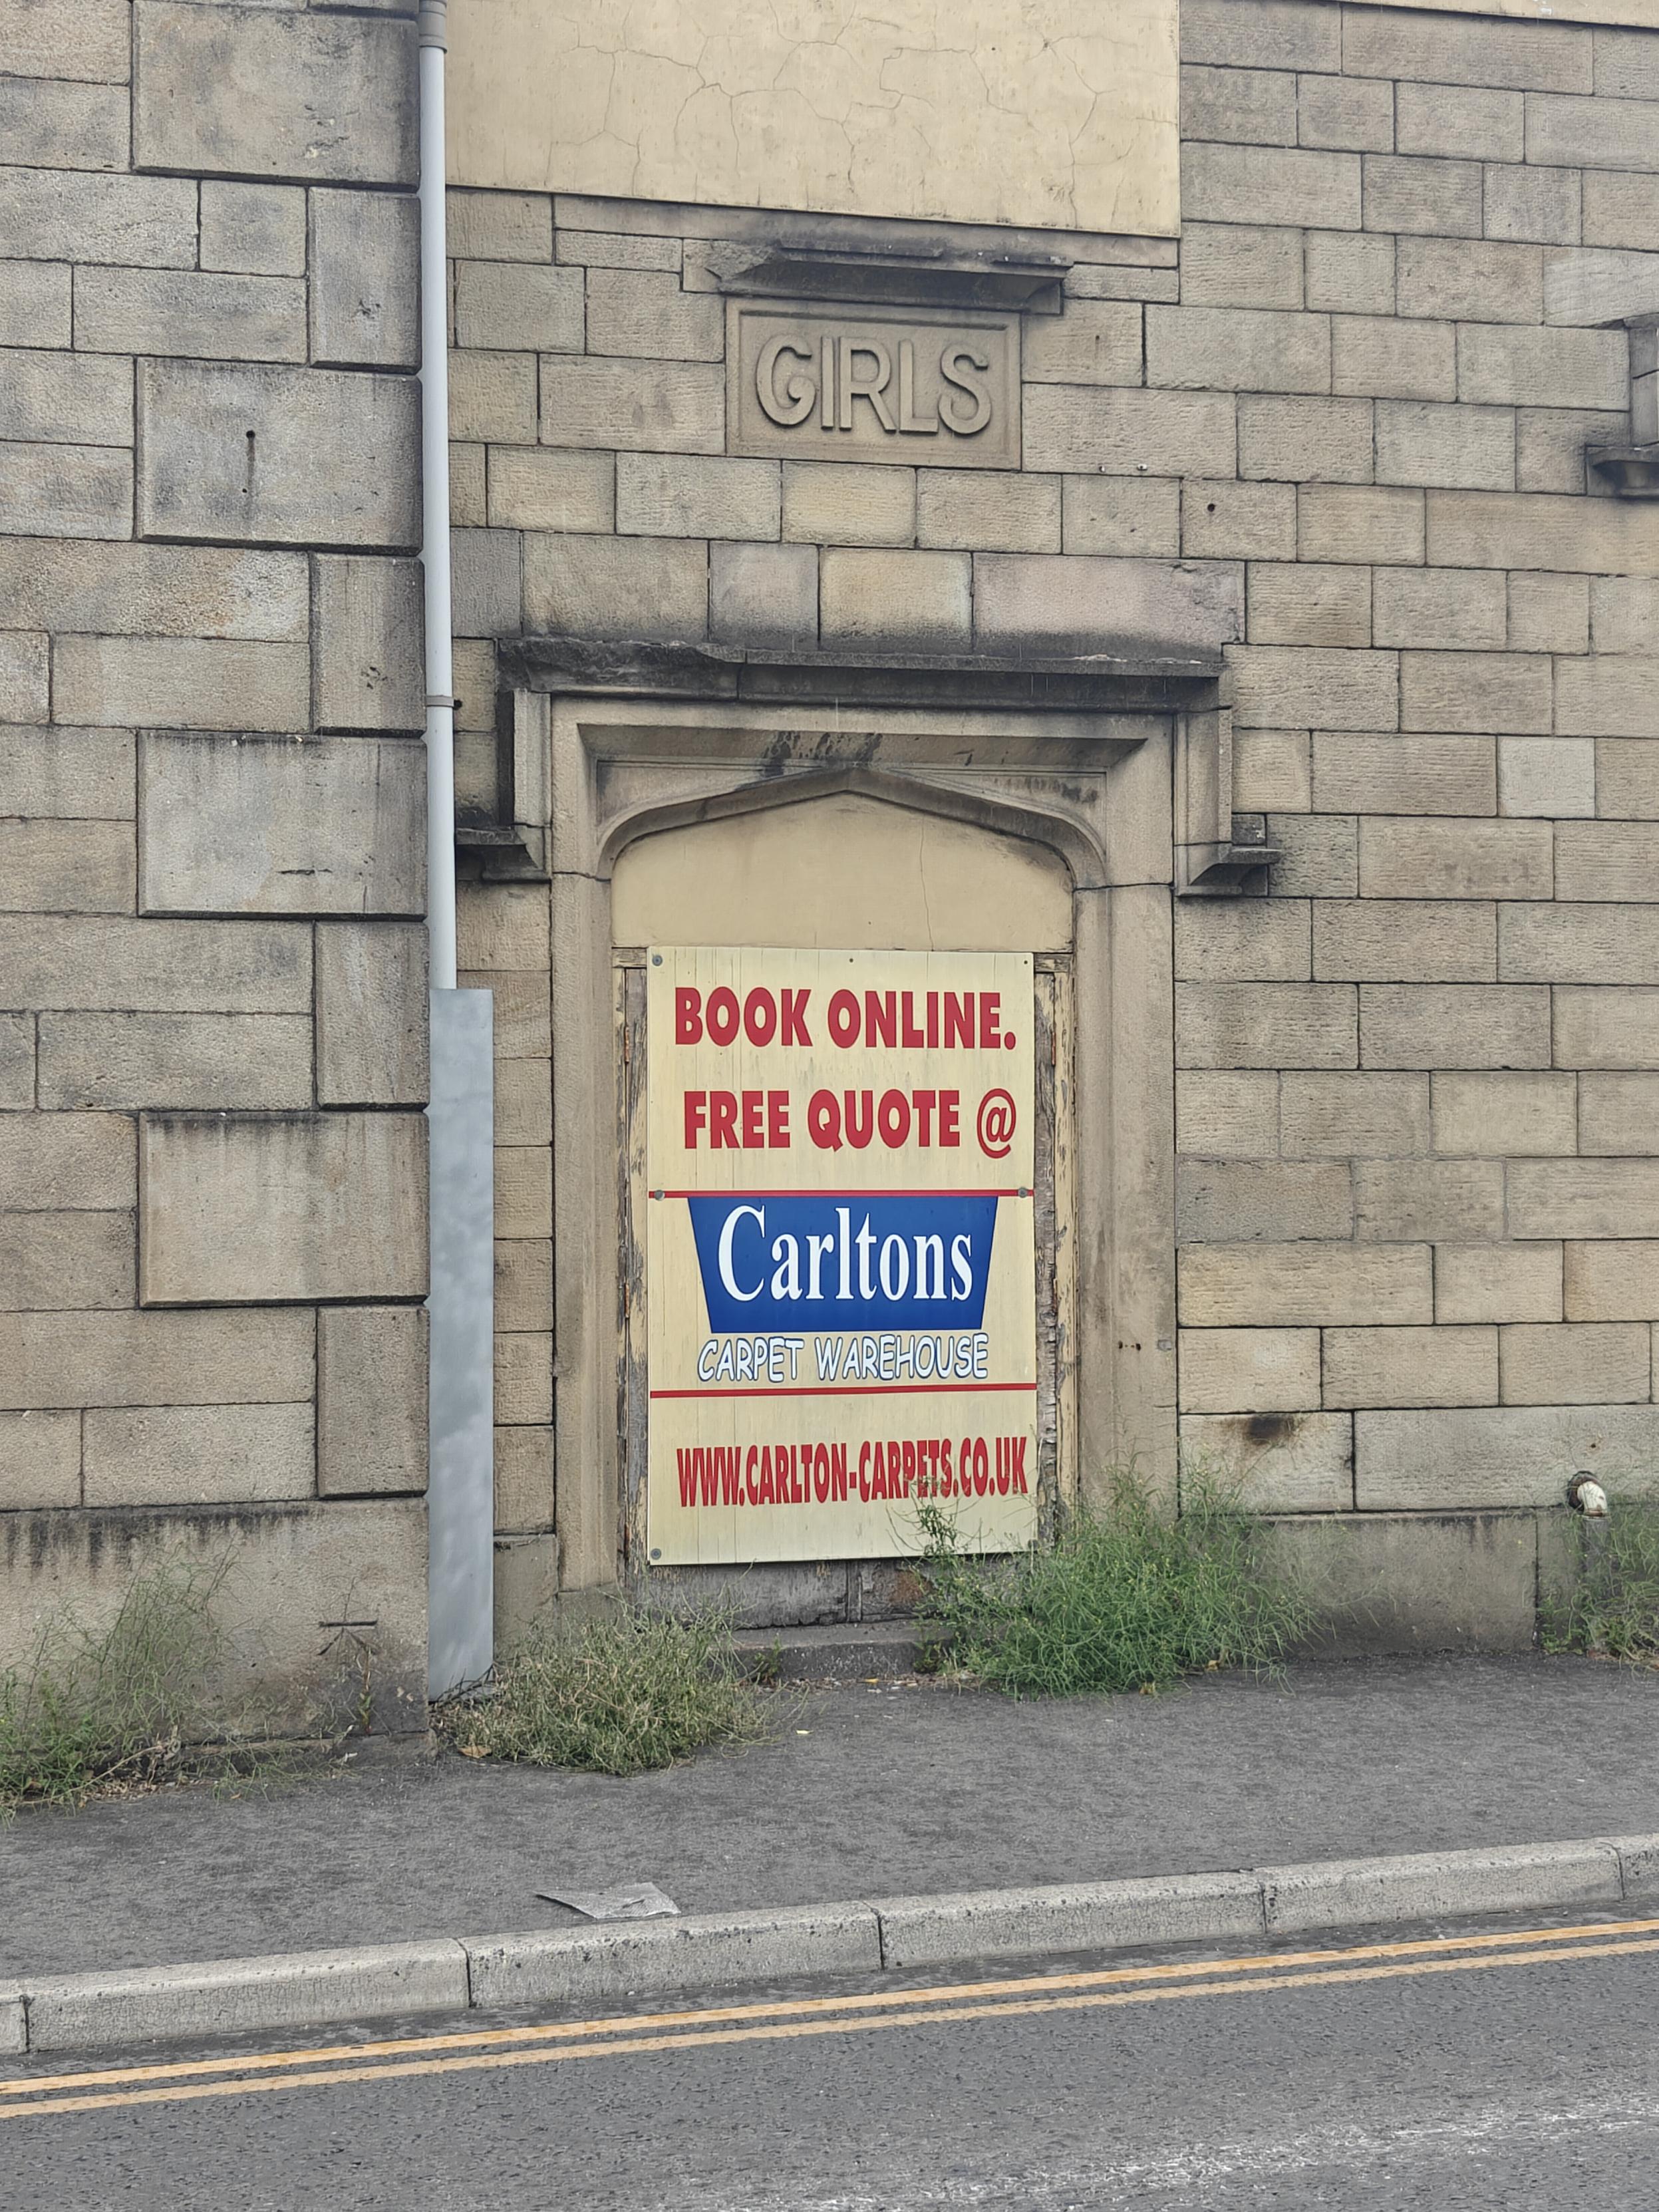 GIRLS
BOOK ONLINE.
FREE QUOTE @
Carltons
CARPET WAREHOUSE
WWW.CARLTON-CARPETS.CO.UK